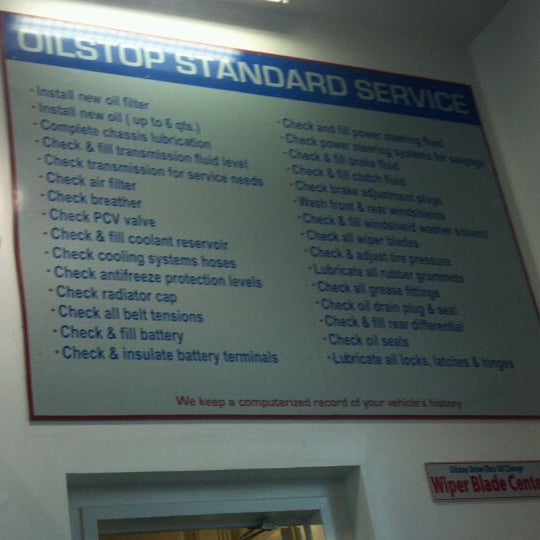 OILSTOP STANDARD SERVICE
· Install new oil filter
· Install new oil ( up to 6 qts.)
· Complete chassis lubrication
· Check & fill transmission fluid level
· Check transmission for service needs
· Check air filter
· Check breather
· Check PCV valve
· Check & fill coolant reservoir
· Check cooling systems hoses
· Check antifreeze protection levels
· Check radiator cap
· Check all belt tensions
· Check & fill battery
· Check & insulate battery terminals
· Check and fill power steering fluid
· Check power steering systems for seepage
· Check & fill brake fluid
· Check & fill clutch fluid
· Check brake adjustment plugs
· Wash front & rear windshields
· Check & fill windshield washer solvent
· Check all wiper blades
· Check & adjust tire pressure
· Lubricate all rubber grommets
· Check all grease fittings
· Check oil drain plug & seal
· Check & fill rear differential
· Check oil seals
· Lubricate all locks, latches & hinges
We keep a computerized record of your vehicle's history
Oilstop Drive-Thru Oil Change
Wiper Blade Cente